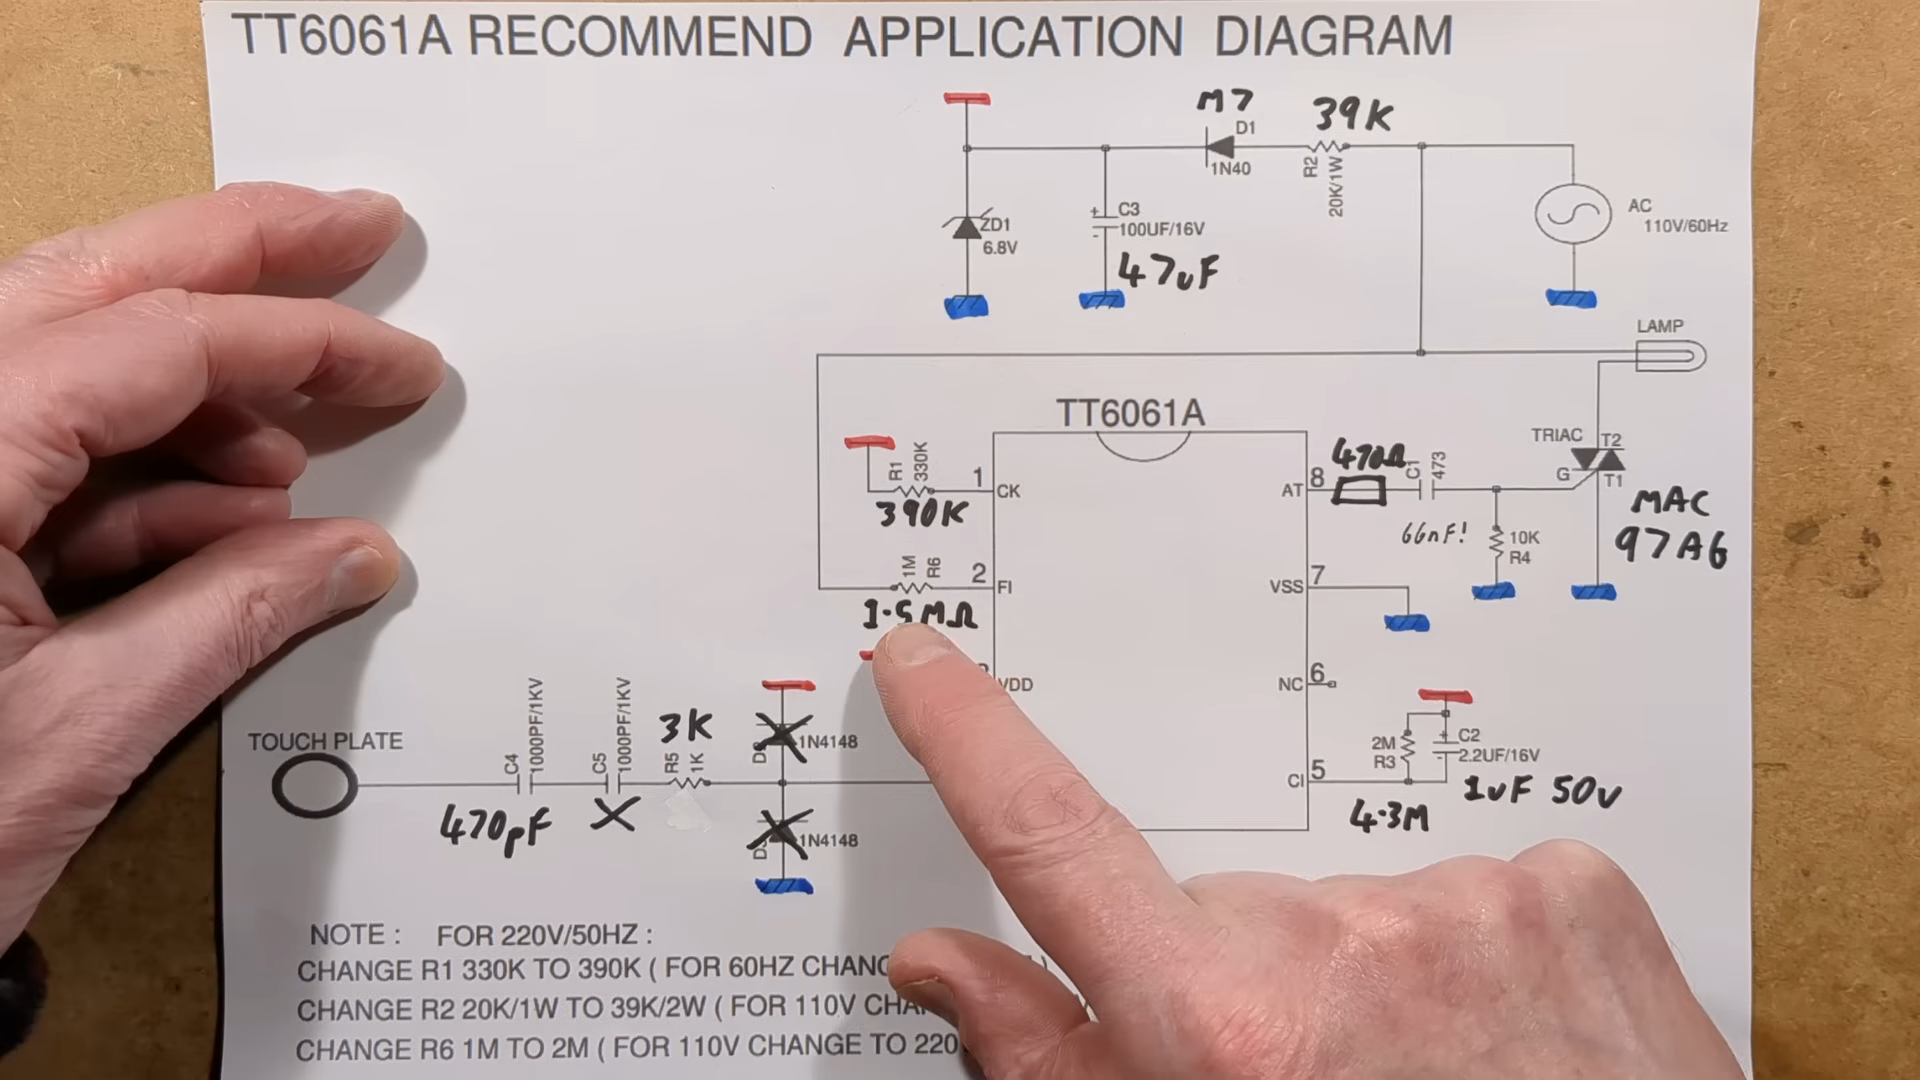 TT6061A RECOMMEND APPLICATION DIAGRAM
M7
39K
D1
1N40
R2
20K/1W
AC
110V/60Hz
ZD1
6.8V
+
C3
100UF/16V
-
47uF
LAMP
TT6061A
TRIAC
T2
G
T1
MAC
97A6
R1
330K
390K
1
CK
1M
R6
2
FI
1.5MΩ
VDD
AT
8
470Ω
C1
473
66nF!
10K
R4
VSS
7
NC
6
CI
5
2M
R3
4.3M
+
C2
-
2.2UF/16V
1uF 50v
TOUCH PLATE
C4
1000PF/1KV
470pF
C5
1000PF/1KV
X
3K
R5
1K
1N4148
1N4148
NOTE : FOR 220V/50HZ :
CHANGE R1 330K TO 390K ( FOR 60HZ
CHANGE R2 20K/1W TO 39K/2W ( FOR 110V
CHANGE R6 1M TO 2M ( FOR 110V CHANGE TO 220